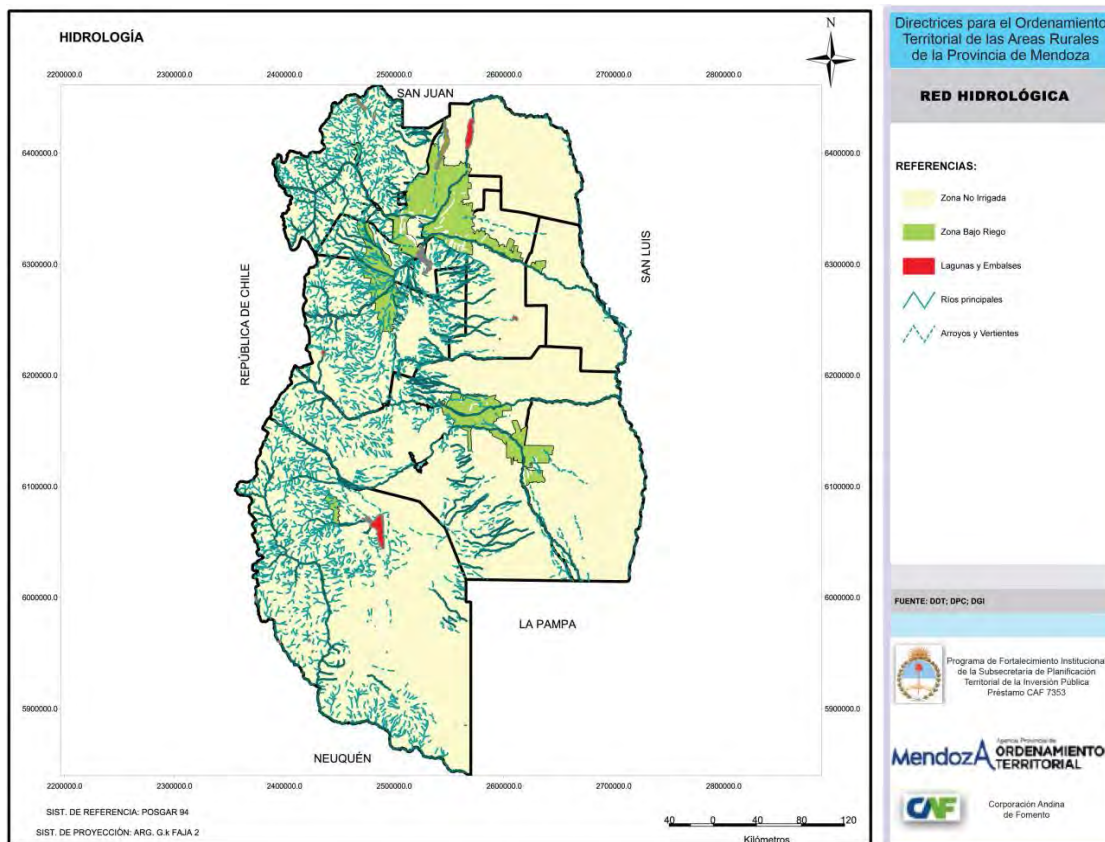 HIDROLOGÍA
N
2200000.0 2300000.0 2400000.0 2500000.0 2600000.0 2700000.0 2800000.0
SAN JUAN
6400000.0 6400000.0
6300000.0 6300000.0
SAN LUIS
REPÚBLICA DE CHILE
6200000.0 6200000.0
6100000.0 6100000.0
6000000.0 6000000.0
LA PAMPA
5900000.0 5900000.0
NEUQUÉN
2200000.0 2300000.0 2400000.0 2500000.0 2600000.0 2700000.0 2800000.0
SIST. DE REFERENCIA: POSGAR 94
SIST. DE PROYECCIÓN: ARG. G.k FAJA 2
40 0 40 80 120
Kilómetros
Directrices para el Ordenamiento
Territorial de las Areas Rurales
de la Provincia de Mendoza
RED HIDROLÓGICA
REFERENCIAS:
Zona No Irrigada
Zona Bajo Riego
Lagunas y Embalses
Ríos principales
Arroyos y Vertientes
FUENTE: DOT; DPC; DGI
Programa de Fortalecimiento Instituciona
de la Subsecretaria de Planificación
Territorial de la Inversión Pública
Préstamo CAF 7353
MendozA
Agencia Provincial de
ORDENAMIENTO
TERRITORIAL
CAF
Corporación Andina
de Fomento